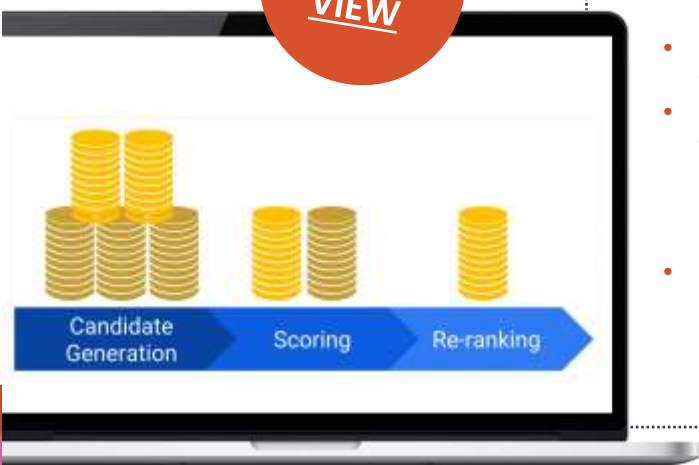 VIEW
Candidate
Generation
Scoring
Re-ranking